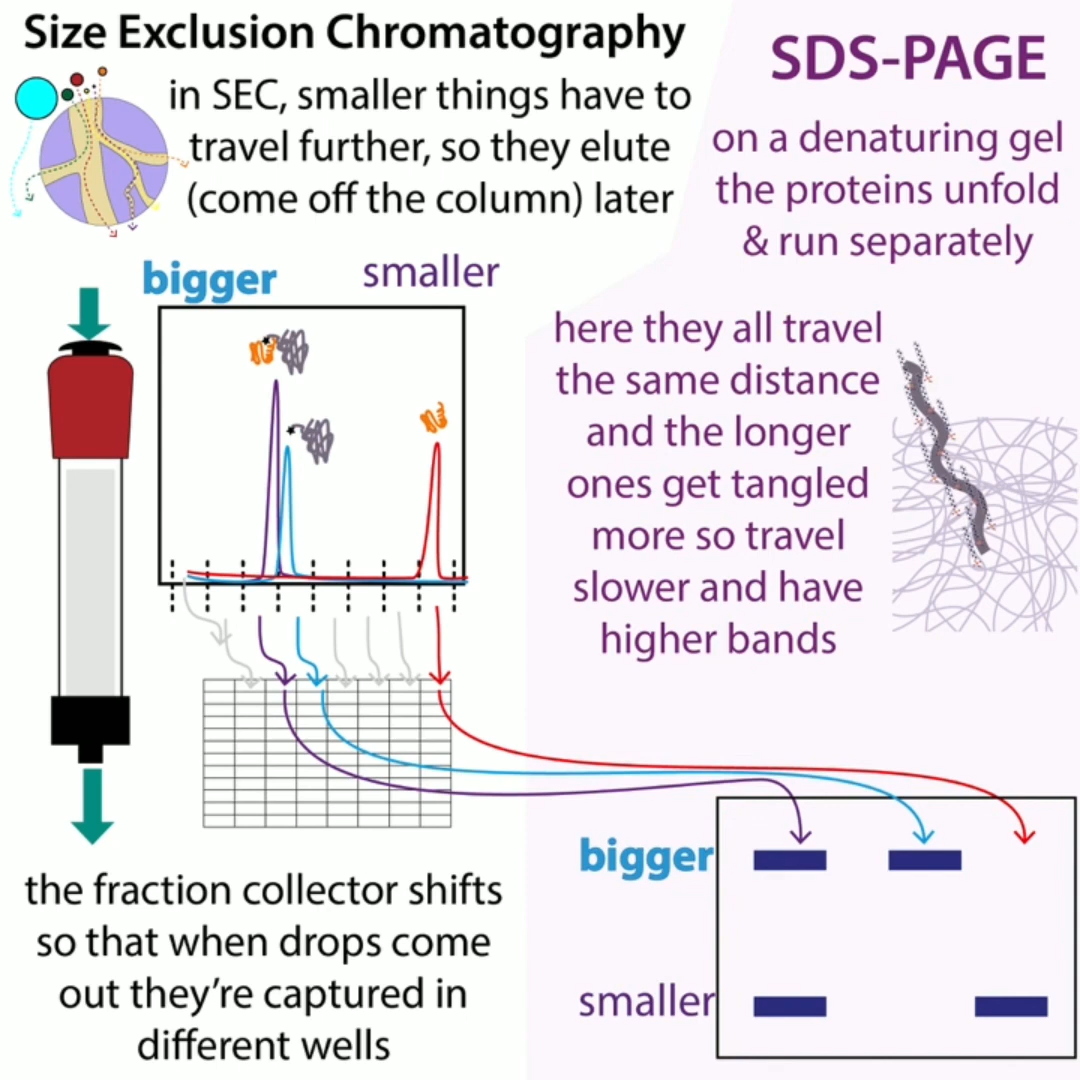 Size Exclusion Chromatography
in SEC, smaller things have to
travel further, so they elute
(come off the column) later
bigger
smaller
the fraction collector shifts
so that when drops come
out they’re captured in
different wells
SDS-PAGE
on a denaturing gel
the proteins unfold
& run separately
here they all travel
the same distance
and the longer
ones get tangled
more so travel
slower and have
higher bands
bigger
smaller